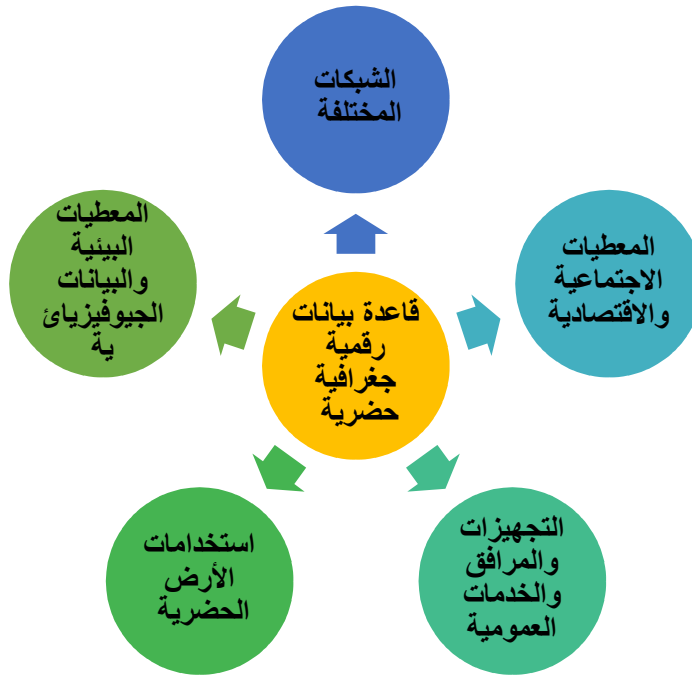 الشبكات
المختلفة
المعطيات
الاجتماعية
والاقتصادية
المعطيات
البيئية
والبيانات
الجيوفيزيائ
ية
قاعدة بيانات
رقمية
جغرافية
حضرية
التجهيزات
والمرافق
والخدمات
العمومية
استخدامات
الأرض
الحضرية